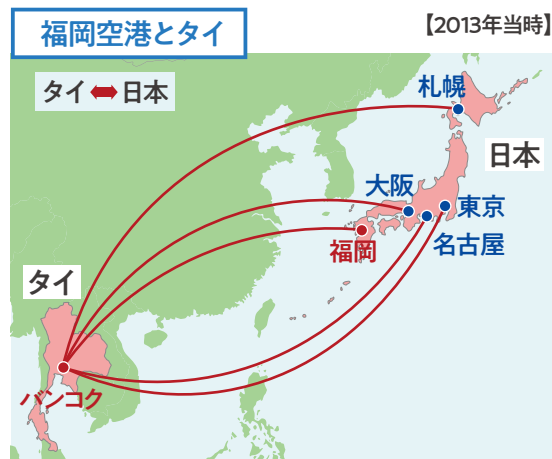 福岡空港とタイ
【2013年当時】
タイ⬌日本
札幌
日本
大阪
東京
福岡
名古屋
タイ
バンコク